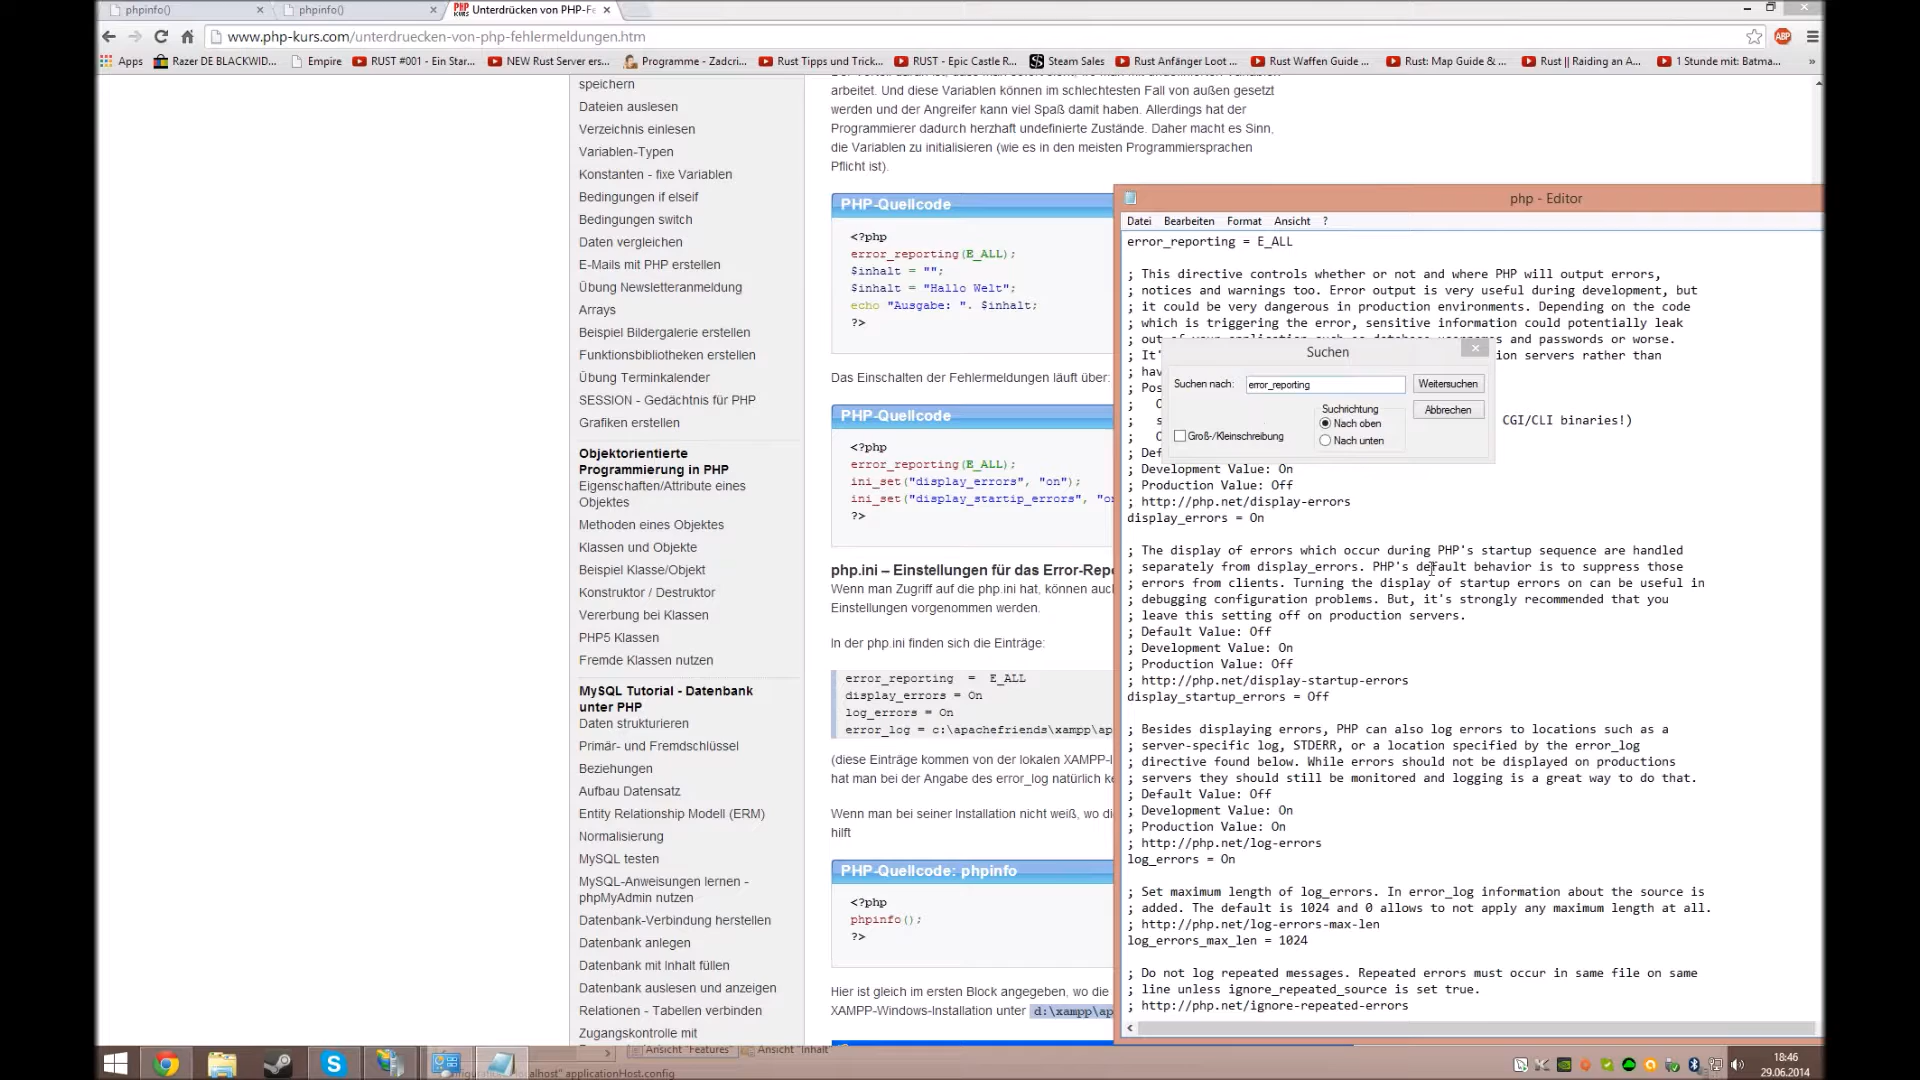 phpinfo()
phpinfo()
Unterdrücken von PHP-Fe
www.php-kurs.com/unterdruecken-von-php-fehlermeldungen.htm
Apps
Razer DE BLACKWID...
Empire
RUST #001 - Ein Star...
NEW Rust Server ers...
Programme - Zadcri...
Rust Tipps und Trick...
RUST - Epic Castle R...
Steam Sales
Rust Anfänger Loot ...
Rust Waffen Guide ...
Rust: Map Guide & ...
Rust || Raiding an A...
1 Stunde mit: Batma...
speichern
Dateien auslesen
Verzeichnis einlesen
Variablen-Typen
Konstanten - fixe Variablen
Bedingungen if elseif
Bedingungen switch
Daten vergleichen
E-Mails mit PHP erstellen
Übung Newsletteranmeldung
Arrays
Beispiel Bildergalerie erstellen
Funktionsbibliotheken erstellen
Übung Terminkalender
SESSION - Gedächtnis für PHP
Grafiken erstellen
Objektorientierte
Programmierung in PHP
Eigenschaften/Attribute eines
Objektes
Methoden eines Objektes
Klassen und Objekte
Beispiel Klasse/Objekt
Konstruktor / Destruktor
Vererbung bei Klassen
PHP5 Klassen
Fremde Klassen nutzen
MySQL Tutorial - Datenbank
unter PHP
Daten strukturieren
Primär- und Fremdschlüssel
Beziehungen
Aufbau Datensatz
Entity Relationship Modell (ERM)
Normalisierung
MySQL testen
MySQL-Anweisungen lernen -
phpMyAdmin nutzen
Datenbank-Verbindung herstellen
Datenbank anlegen
Datenbank mit Inhalt füllen
Datenbank auslesen und anzeigen
Relationen - Tabellen verbinden
Zugangskontrolle mit
arbeitet. Und diese Variablen können im schlechtesten Fall von außen gesetzt
werden und der Angreifer kann viel Spaß damit haben. Allerdings hat der
Programmierer dadurch herzhaft undefinierte Zustände. Daher macht es Sinn,
die Variablen zu initialisieren (wie es in den meisten Programmiersprachen
Pflicht ist).
PHP-Quellcode
<?php
error_reporting(E_ALL);
$inhalt = "";
$inhalt = "Hallo Welt";
echo "Ausgabe: ". $inhalt;
?>
Das Einschalten der Fehlermeldungen läuft über:
PHP-Quellcode
<?php
error_reporting(E_ALL);
ini_set("display_errors", "on");
ini_set("display_startip_errors", "on
?>
php.ini – Einstellungen für das Error-Repo
Wenn man Zugriff auf die php.ini hat, können auch
Einstellungen vorgenommen werden.
In der php.ini finden sich die Einträge:
error_reporting = E_ALL
display_errors = On
log_errors = On
error_log = c:\apachefriends\xampp\ap
(diese Einträge kommen von der lokalen XAMPP-I
hat man bei der Angabe des error_log natürlich ke
Wenn man bei seiner Installation nicht weiß, wo di
hilft
PHP-Quellcode: phpinfo
<?php
phpinfo();
?>
Hier ist gleich im ersten Block angegeben, wo die
XAMPP-Windows-Installation unter d:\xampp\ap
php - Editor
Datei Bearbeiten Format Ansicht ?
error_reporting = E_ALL
; This directive controls whether or not and where PHP will output errors,
; notices and warnings too. Error output is very useful during development, but
; it could be very dangerous in production environments. Depending on the code
; which is triggering the error, sensitive information could potentially leak
; out of your application such as database usernames and passwords or worse.
; It' ion servers rather than
; hav
; Pos
; C
; s CGI/CLI binaries!)
; C
; Def
; Development Value: On
; Production Value: Off
; http://php.net/display-errors
display_errors = On
; The display of errors which occur during PHP's startup sequence are handled
; separately from display_errors. PHP's default behavior is to suppress those
; errors from clients. Turning the display of startup errors on can be useful in
; debugging configuration problems. But, it's strongly recommended that you
; leave this setting off on production servers.
; Default Value: Off
; Development Value: On
; Production Value: Off
; http://php.net/display-startup-errors
display_startup_errors = Off
; Besides displaying errors, PHP can also log errors to locations such as a
; server-specific log, STDERR, or a location specified by the error_log
; directive found below. While errors should not be displayed on productions
; servers they should still be monitored and logging is a great way to do that.
; Default Value: Off
; Development Value: On
; Production Value: On
; http://php.net/log-errors
log_errors = On
; Set maximum length of log_errors. In error_log information about the source is
; added. The default is 1024 and 0 allows to not apply any maximum length at all.
; http://php.net/log-errors-max-len
log_errors_max_len = 1024
; Do not log repeated messages. Repeated errors must occur in same file on same
; line unless ignore_repeated_source is set true.
; http://php.net/ignore-repeated-errors
Suchen
Suchen nach: error_reporting
Weitersuchen
Suchrichtung
Abbrechen
Nach oben
Groß-/Kleinschreibung
Nach unten
Ansicht "Features"
Ansicht "Inhalt"
onfiguration: "localhost" applicationHost.config
18:46
29.06.2014